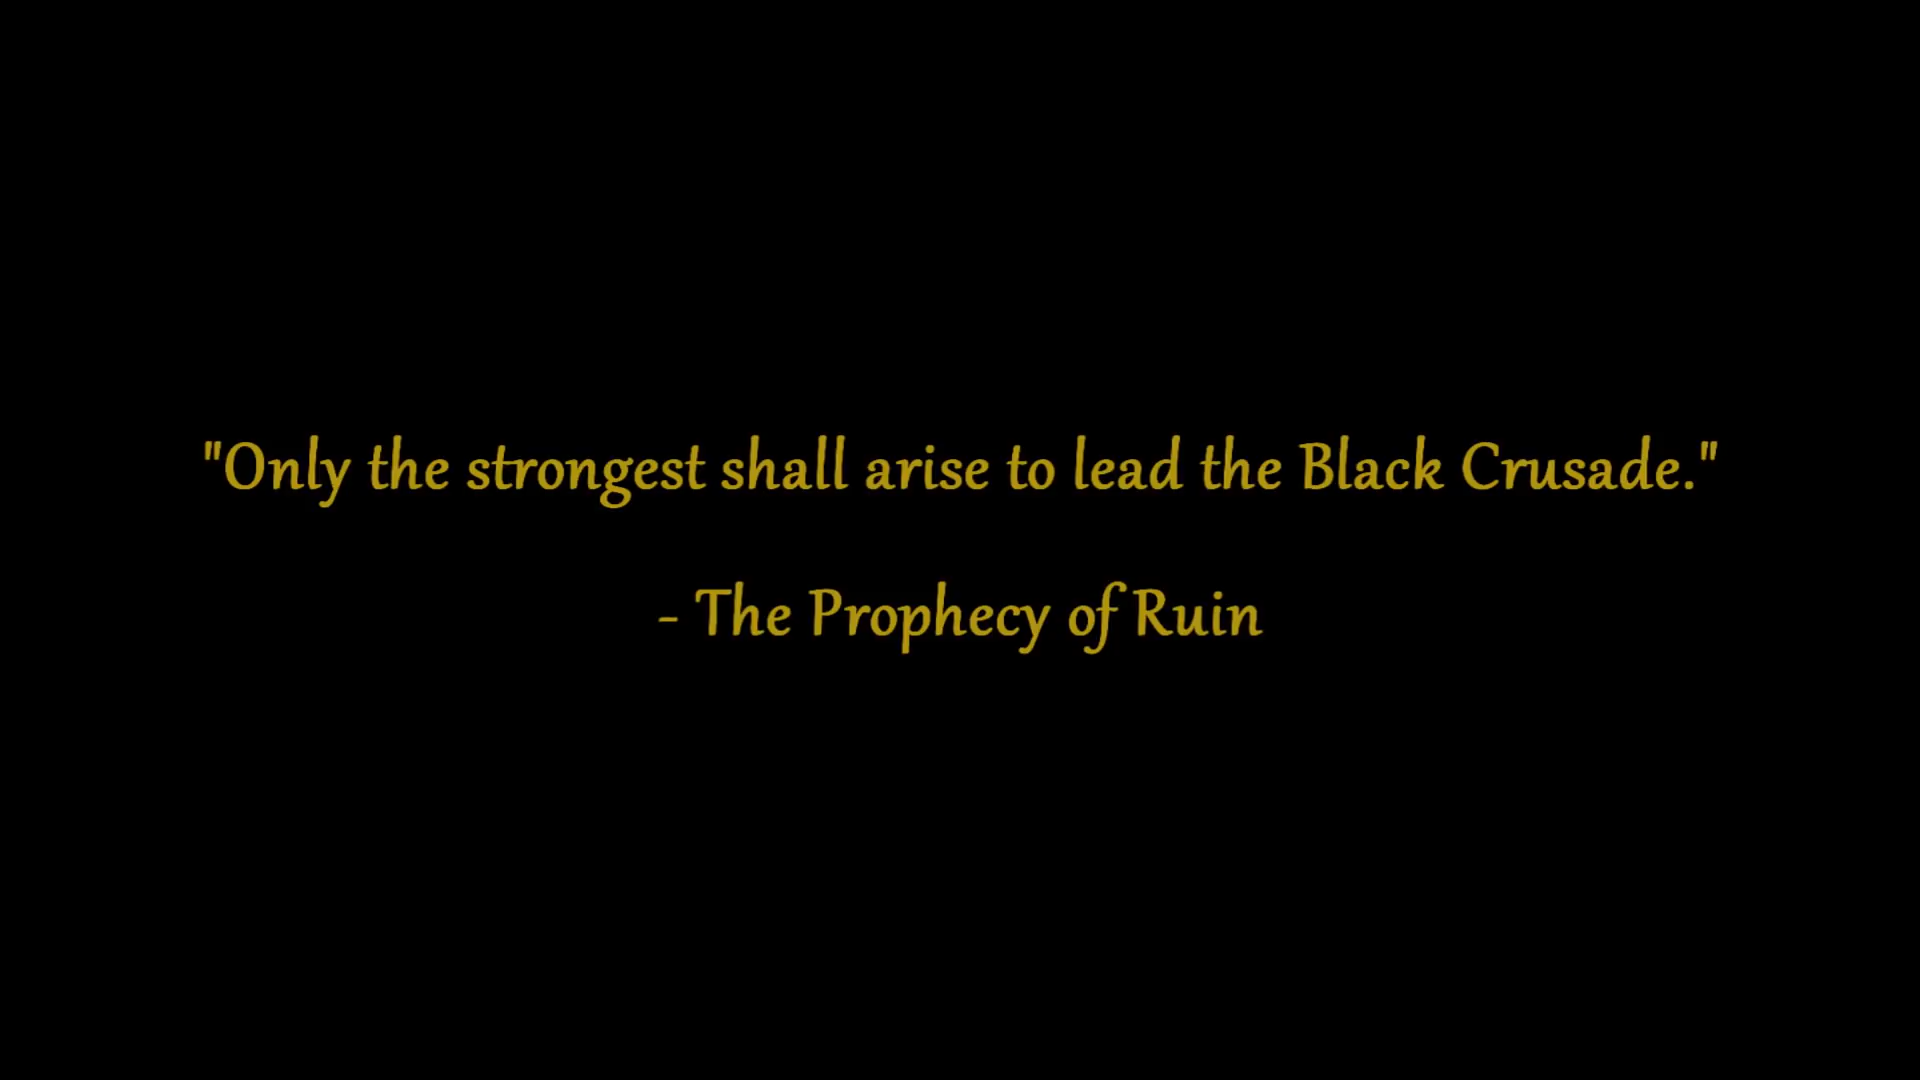 "Only the strongest shall arise to lead the Black Crusade."
- The Prophecy of Ruin